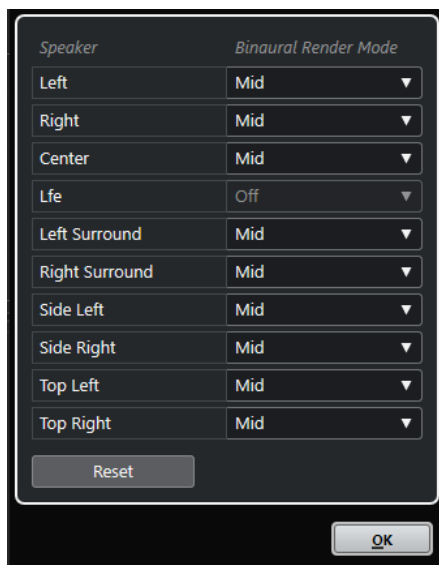 Speaker Binaural Render Mode
Left Mid
Right Mid
Center Mid
Lfe Off
Left Surround Mid
Right Surround Mid
Side Left Mid
Side Right Mid
Top Left Mid
Top Right Mid
Reset
OK